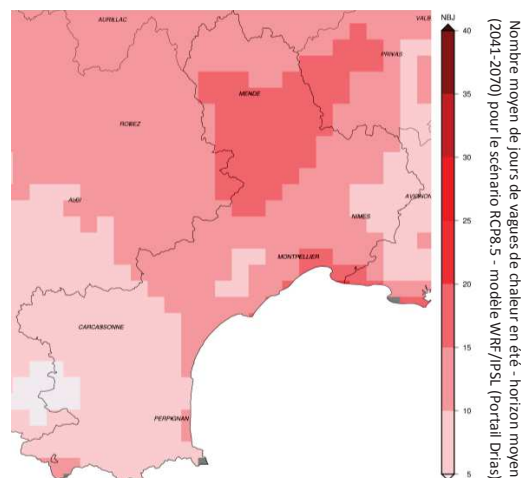 AURILLAC
VALE
NBJ
PRIVAS
MENDE
RODEZ
ALBI
AVIGNON
NIMES
MONTPELLIER
CARCASSONNE
PERPIGNAN
40
35
30
25
20
15
10
5
Nombre moyen de jours de vagues de chaleur en été - horizon moyen
(2041-2070) pour le scénario RCP8.5 - modèle WRF/IPSL (Portail Drias)